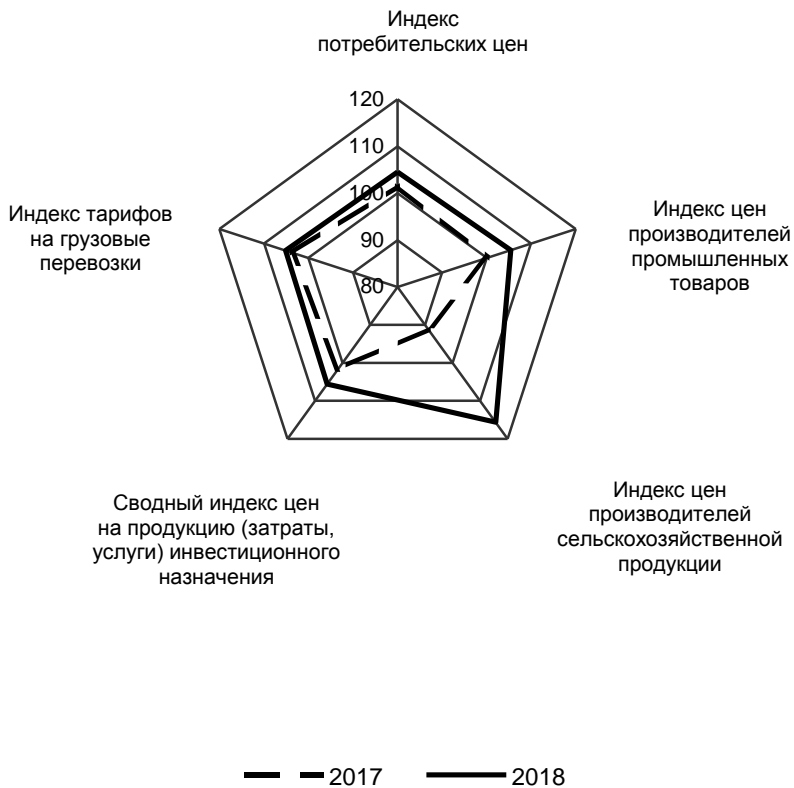 Индекс
потребительских цен
120
110
100
90
80
Индекс тарифов
на грузовые
перевозки
Индекс цен
производителей
промышленных
товаров
Сводный индекс цен
на продукцию (затраты,
услуги) инвестиционного
назначения
Индекс цен
производителей
сельскохозяйственной
продукции
2017
2018